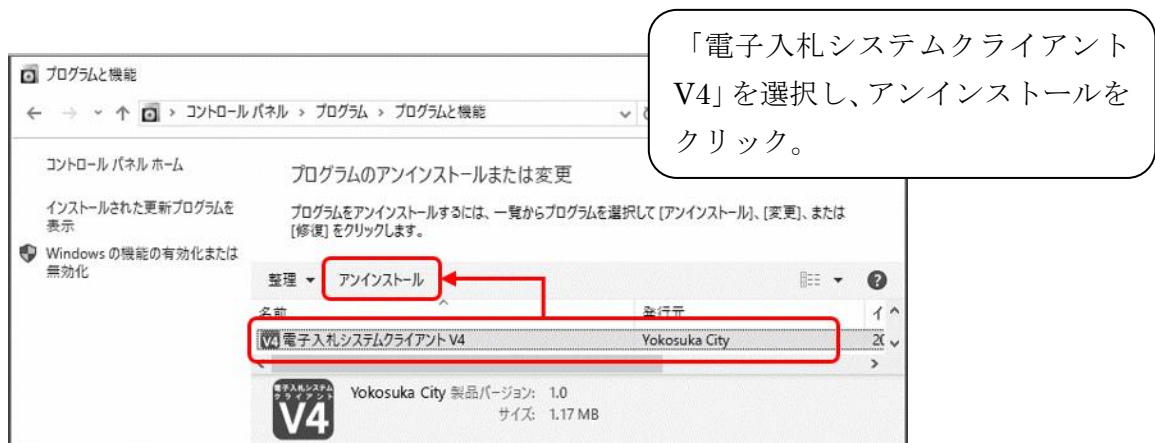 「電子入札システムクライアント
V4」を選択し、アンインストールを
クリック。
プログラムと機能
コントロール パネル › プログラム › プログラムと機能
コントロール パネル ホーム
インストールされた更新プログラムを
表示
Windows の機能の有効化または
無効化
プログラムのアンインストールまたは変更
プログラムをアンインストールするには、一覧からプログラムを選択して [アンインストール]、[変更]、または
[修復] をクリックします。
整理 アンインストール
名前 発行元 イ
V4 電子入札システムクライアント V4 Yokosuka City 20
電子入札システム
クライアント
V4
Yokosuka City 製品バージョン: 1.0
サイズ: 1.17 MB